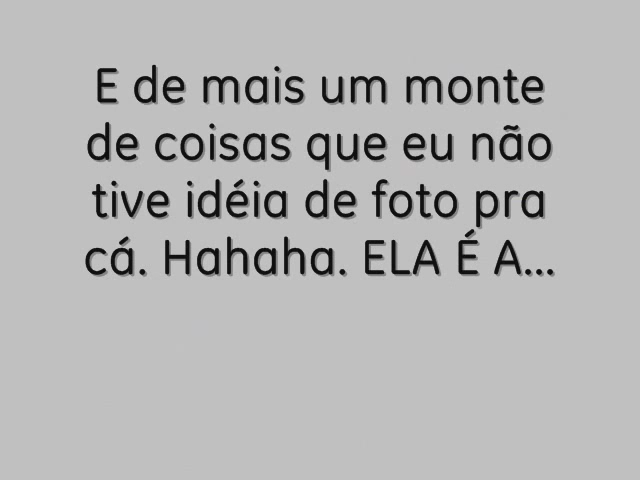 E de mais um monte
de coisas que eu não
tive idéia de foto pra
cá. Hahaha. ELA É A...